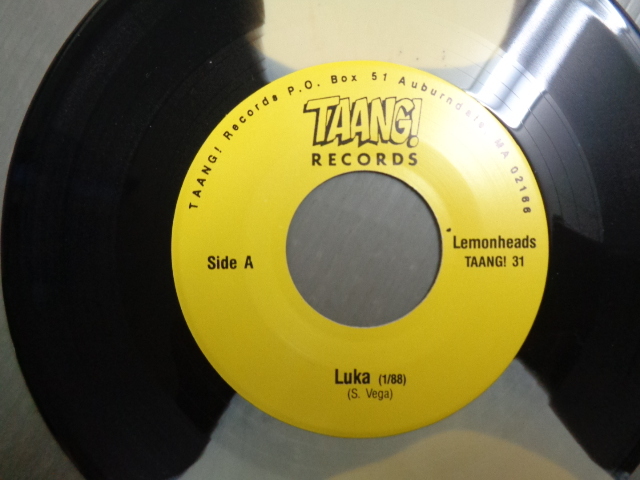 TAANG! Records P.O. Box 51 Auburndale, MA 02166
TAANG!
RECORDS
Side A
Lemonheads
TAANG! 31
Luka (1/88)
(S. Vega)